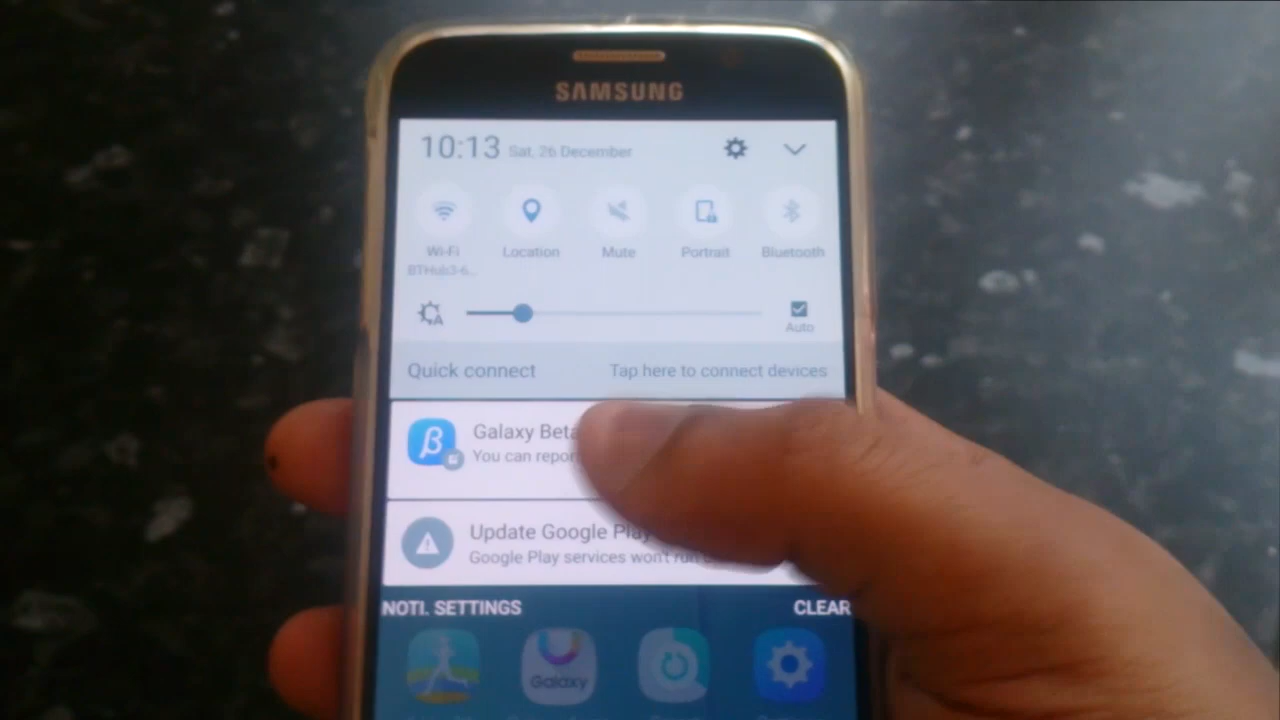 SAMSUNG
10:13 Sat, 26 December
Wi-Fi Location Mute Portrait Bluetooth
BTHub3-6...
Auto
Quick connect Tap here to connect devices
β Galaxy Beta
You can repor
Update Google Play
Google Play services won't run
NOTI. SETTINGS CLEAR
Galaxy